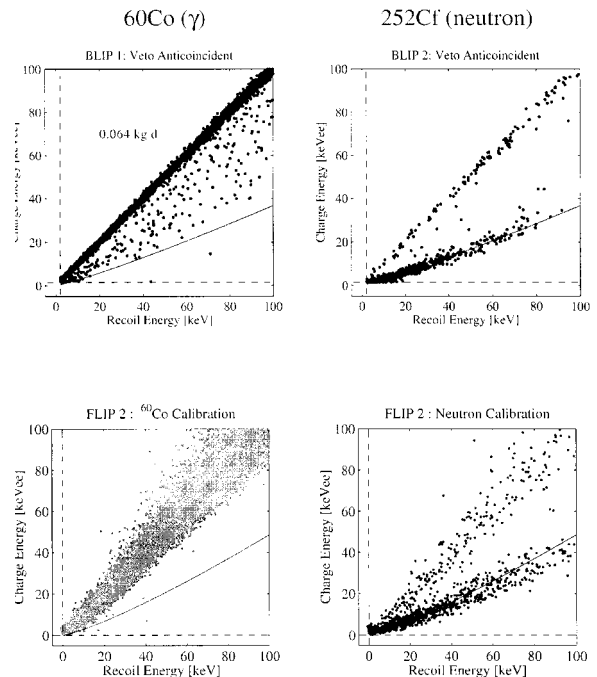 60Co (γ)
252Cf (neutron)
BLIP 1: Veto Anticoincident
BLIP 2: Veto Anticoincident
Charge Energy [keVee]
100
80
60
40
20
0
0.064 kg d
0 20 40 60 80 100
Recoil Energy [keV]
Charge Energy [keVee]
100
80
60
40
20
0
0 20 40 60 80 100
Recoil Energy [keV]
FLIP 2 : ⁶⁰Co Calibration
FLIP 2 : Neutron Calibration
Charge Energy [keVee]
100
80
60
40
20
0
0 20 40 60 80 100
Recoil Energy [keV]
Charge Energy [keVee]
100
80
60
40
20
0
0 20 40 60 80 100
Recoil Energy [keV]